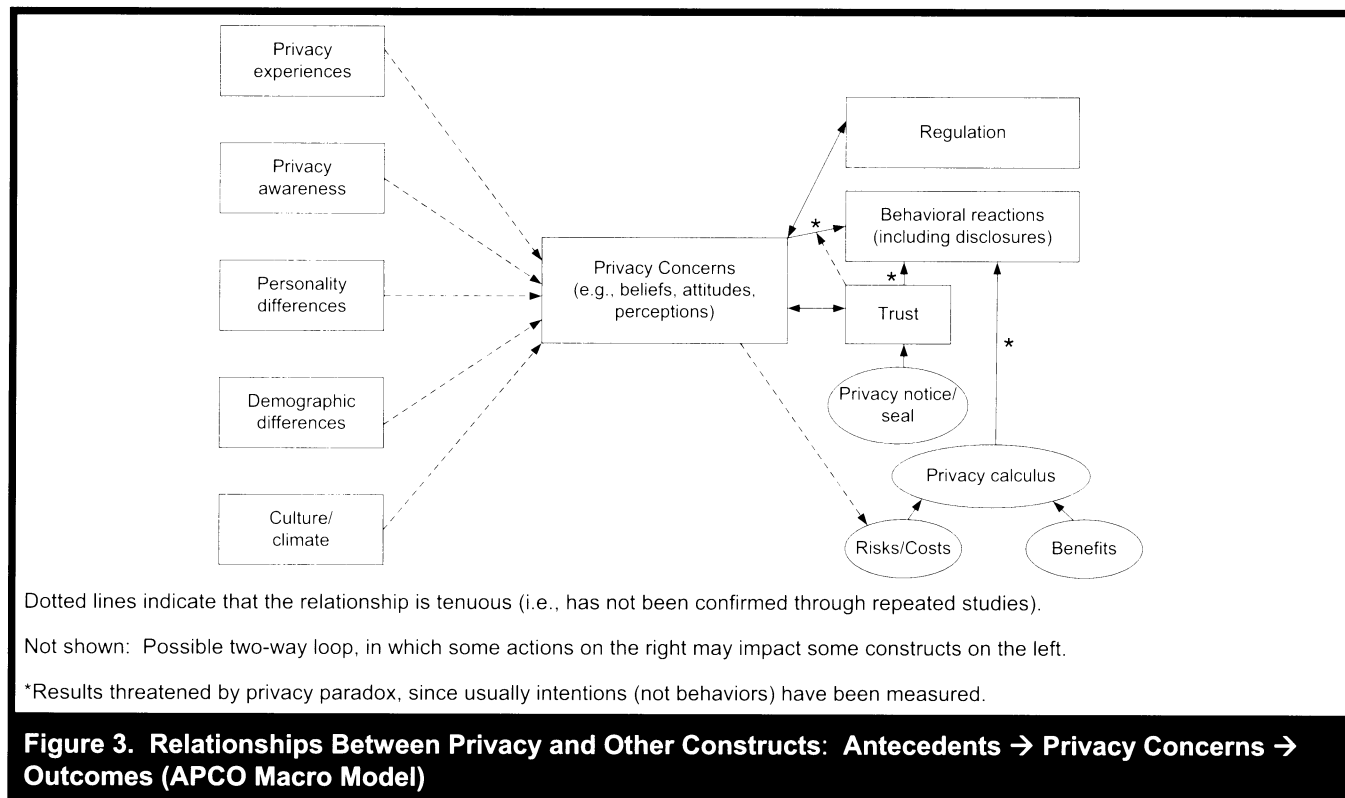 Privacy
experiences
Privacy
awareness
Personality
differences
Demographic
differences
Culture/
climate
Privacy Concerns
(e.g., beliefs, attitudes,
perceptions)
Regulation
*
Behavioral reactions
(including disclosures)
*
Trust
*
Privacy notice/
seal
Privacy calculus
Risks/Costs
Benefits
Dotted lines indicate that the relationship is tenuous (i.e., has not been confirmed through repeated studies).
Not shown: Possible two-way loop, in which some actions on the right may impact some constructs on the left.
*Results threatened by privacy paradox, since usually intentions (not behaviors) have been measured.
Figure 3. Relationships Between Privacy and Other Constructs: Antecedents → Privacy Concerns →
Outcomes (APCO Macro Model)